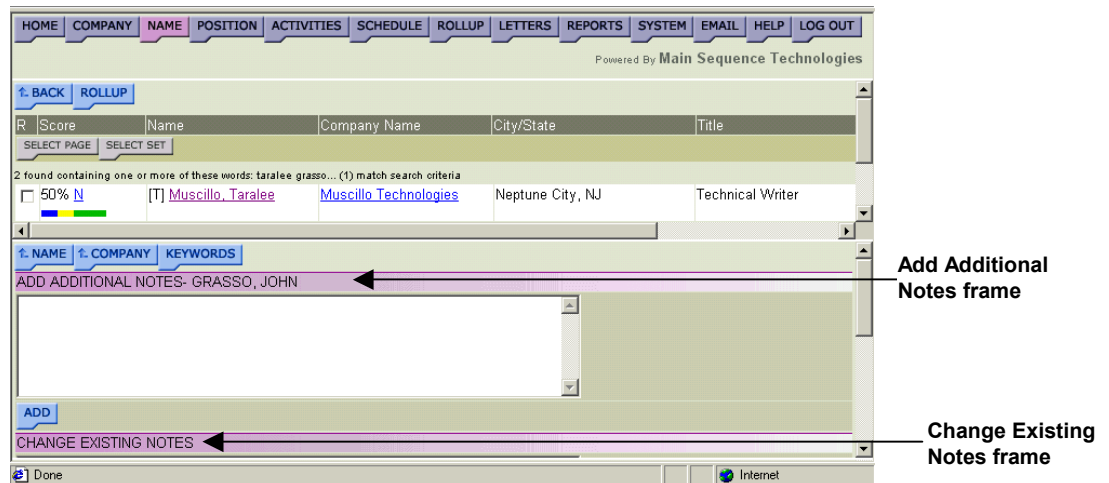 HOME COMPANY NAME POSITION ACTIVITIES SCHEDULE ROLLUP LETTERS REPORTS SYSTEM EMAIL HELP LOG OUT
Powered By Main Sequence Technologies
BACK ROLLUP
R Score Name Company Name City/State Title
SELECT PAGE SELECT SET
2 found containing one or more of these words: taralee grasso... (1) match search criteria
50% N [T] Muscillo, Taralee Muscillo Technologies Neptune City, NJ Technical Writer
NAME COMPANY KEYWORDS
ADD ADDITIONAL NOTES- GRASSO, JOHN
Add Additional
Notes frame
ADD
CHANGE EXISTING NOTES
Change Existing
Notes frame
Done Internet